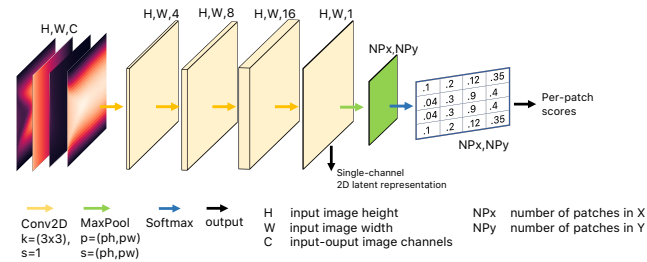 H,W,C
H,W,4
H,W,8
H,W,16
H,W,1
NPx,NPy
.1 .2 .12 .35
.04 .3 .9 .4
.04 .3 .9 .4
.1 .2 .12 .35
NPx,NPy
Per-patch
scores
Single-channel
2D latent representation
Conv2D
k=(3x3),
s=1
MaxPool
p=(ph,pw)
s=(ph,pw)
Softmax
output
H input image height
W input image width
C input-ouput image channels
NPx number of patches in X
NPy number of patches in Y